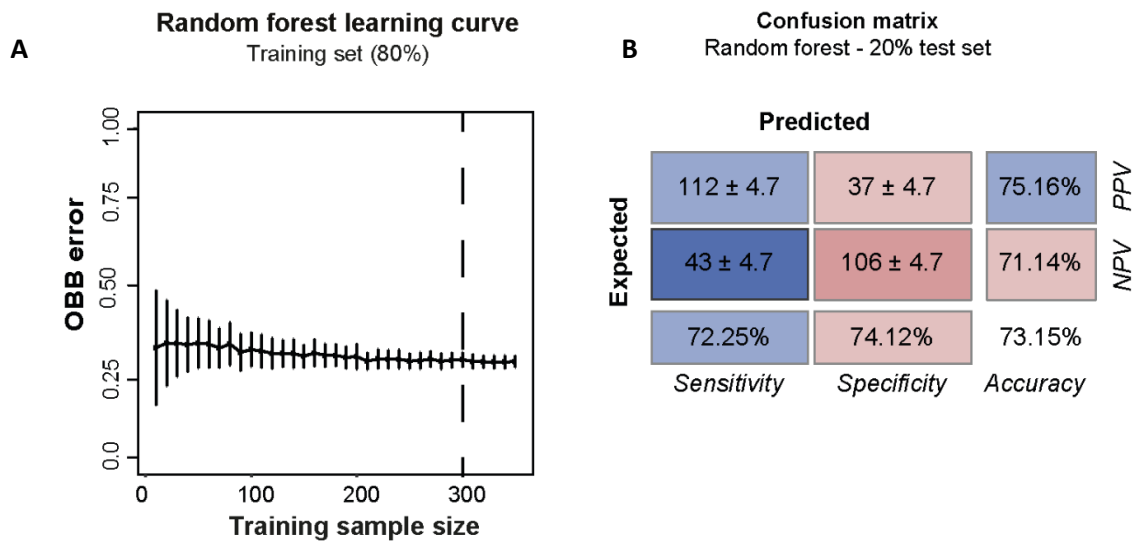 A
Random forest learning curve
Training set (80%)
OBB error
1.00
0.75
0.50
0.25
0.0
0 100 200 300
Training sample size
B
Confusion matrix
Random forest - 20% test set
Predicted
Expected
112 ± 4.7 37 ± 4.7 75.16% PPV
43 ± 4.7 106 ± 4.7 71.14% NPV
72.25% 74.12% 73.15%
Sensitivity Specificity Accuracy